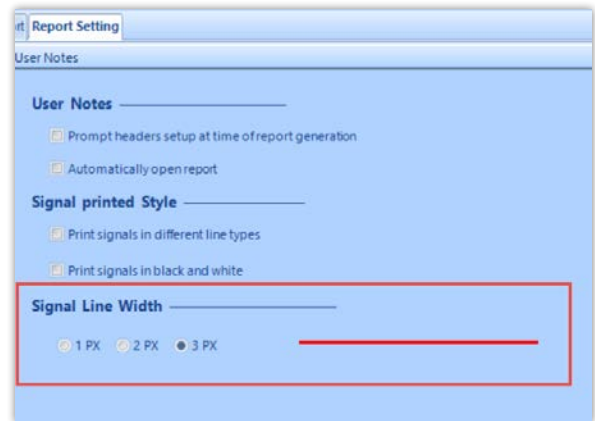 rt Report Setting
User Notes
User Notes
Prompt headers setup at time of report generation
Automatically open report
Signal printed Style
Print signals in different line types
Print signals in black and white
Signal Line Width
1 PX 2 PX 3 PX